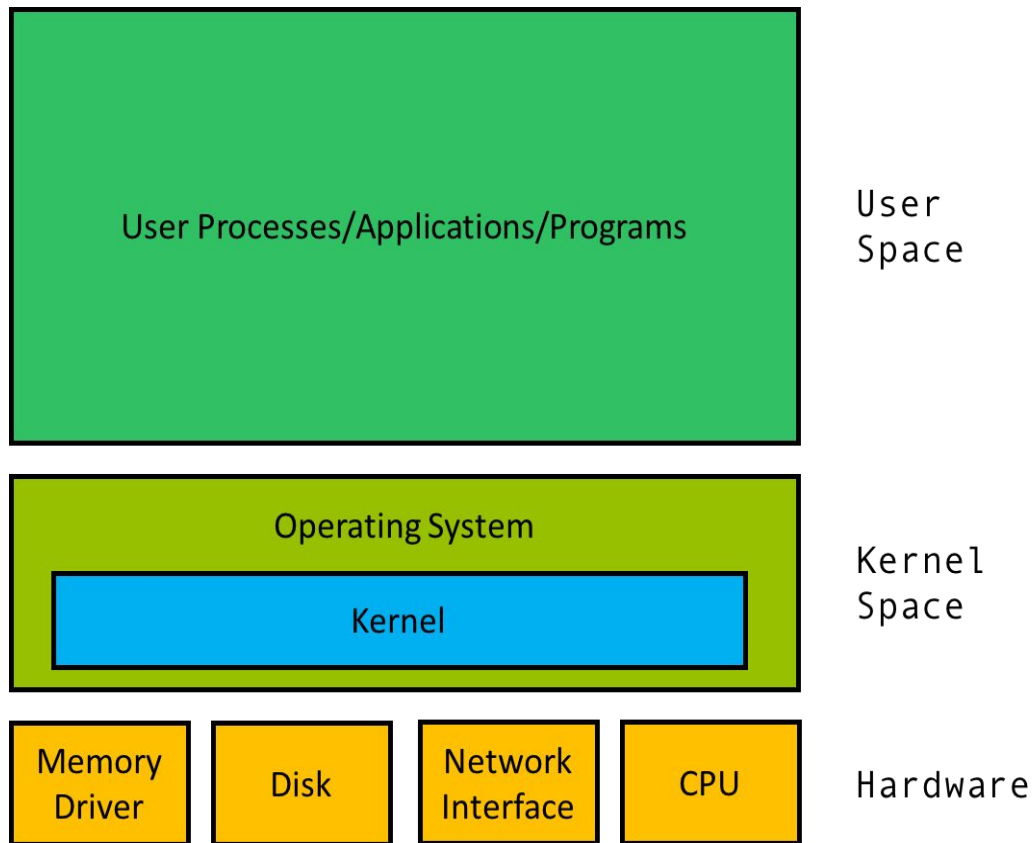 User Processes/Applications/Programs
User
Space
Operating System
Kernel
Kernel
Space
Memory
Driver
Disk
Network
Interface
CPU
Hardware